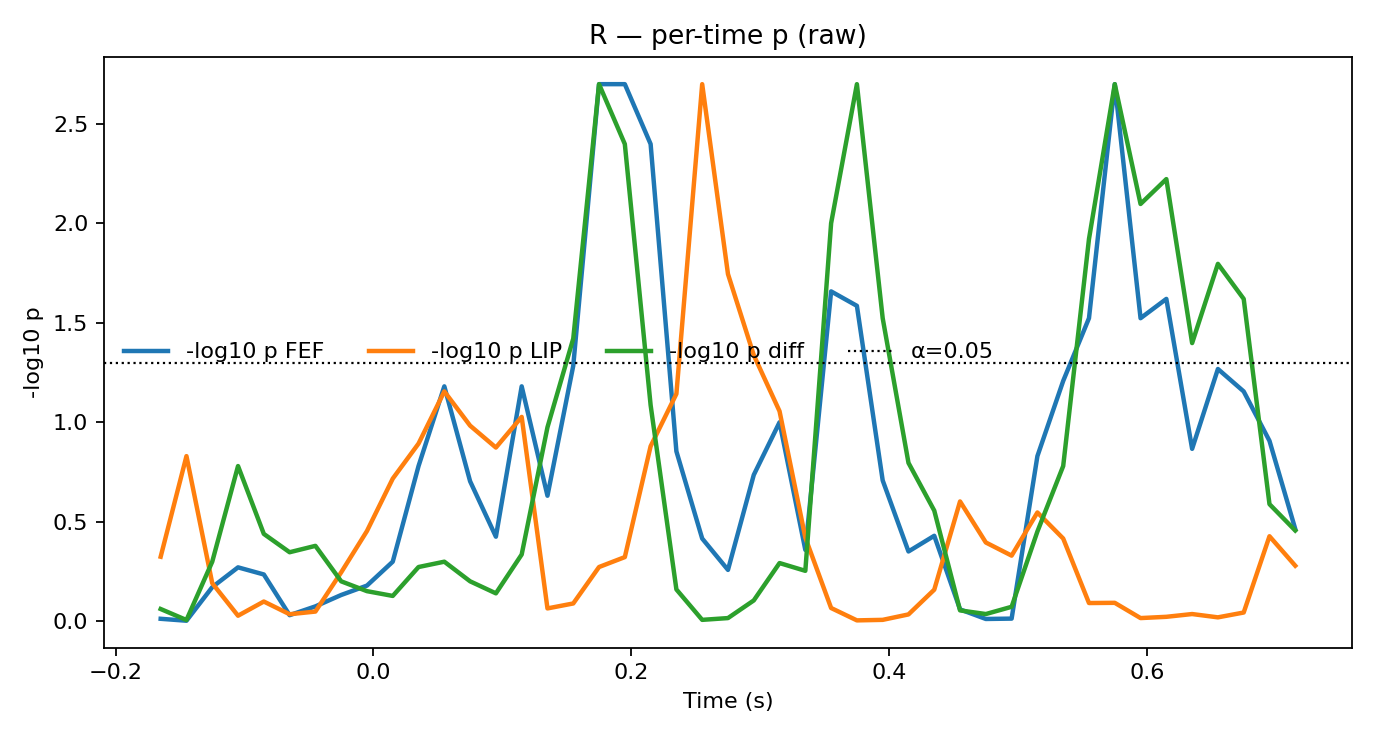 R — per-time p (raw)
-log10 p
2.5
2.0
1.5
1.0
0.5
0.0
-log10 p FEF
-log10 p LIP
-log10 p diff
α=0.05
−0.2
0.0
0.2
0.4
0.6
Time (s)